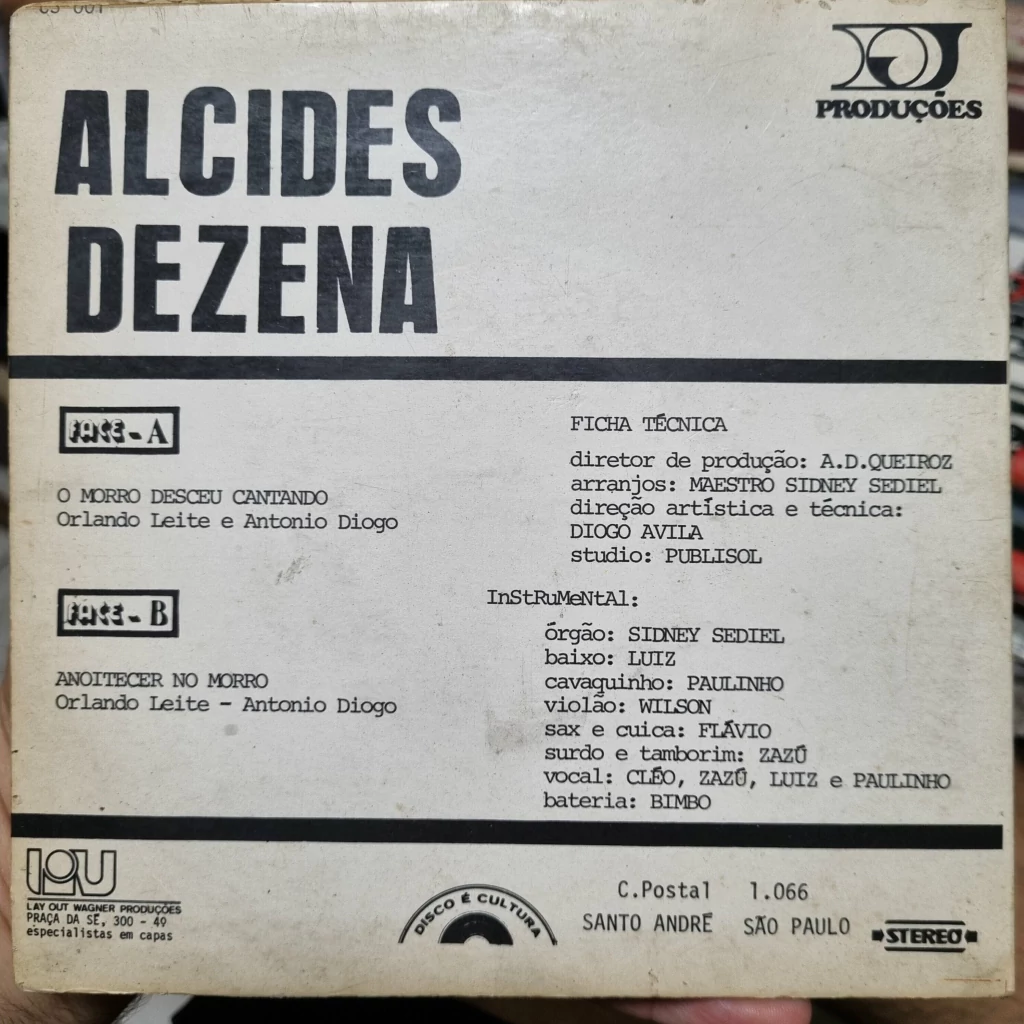 CS 001
PRODUÇÕES
ALCIDES
DEZENA
FACE - A
O MORRO DESCEU CANTANDO
Orlando Leite e Antonio Diogo
FACE - B
ANOITECER NO MORRO
Orlando Leite - Antonio Diogo
FICHA TÉCNICA
diretor de produção: A.D.QUEIROZ
arranjos: MAESTRO SIDNEY SEDIEL
direção artística e técnica:
DIOGO AVILA
studio: PUBLISOL
InStRuMeNtAl:
órgão: SIDNEY SEDIEL
baixo: LUIZ
cavaquinho: PAULINHO
violão: WILSON
sax e cuica: FLÁVIO
surdo e tamborim: ZAZÚ
vocal: CLÉO, ZAZÚ, LUIZ e PAULINHO
bateria: BIMBO
LAY OUT WAGNER PRODUÇÕES
PRAÇA DA SÉ, 300 - 49
especialistas em capas
DISCO É CULTURA
C.Postal 1.066
SANTO ANDRÉ SÃO PAULO
STEREO